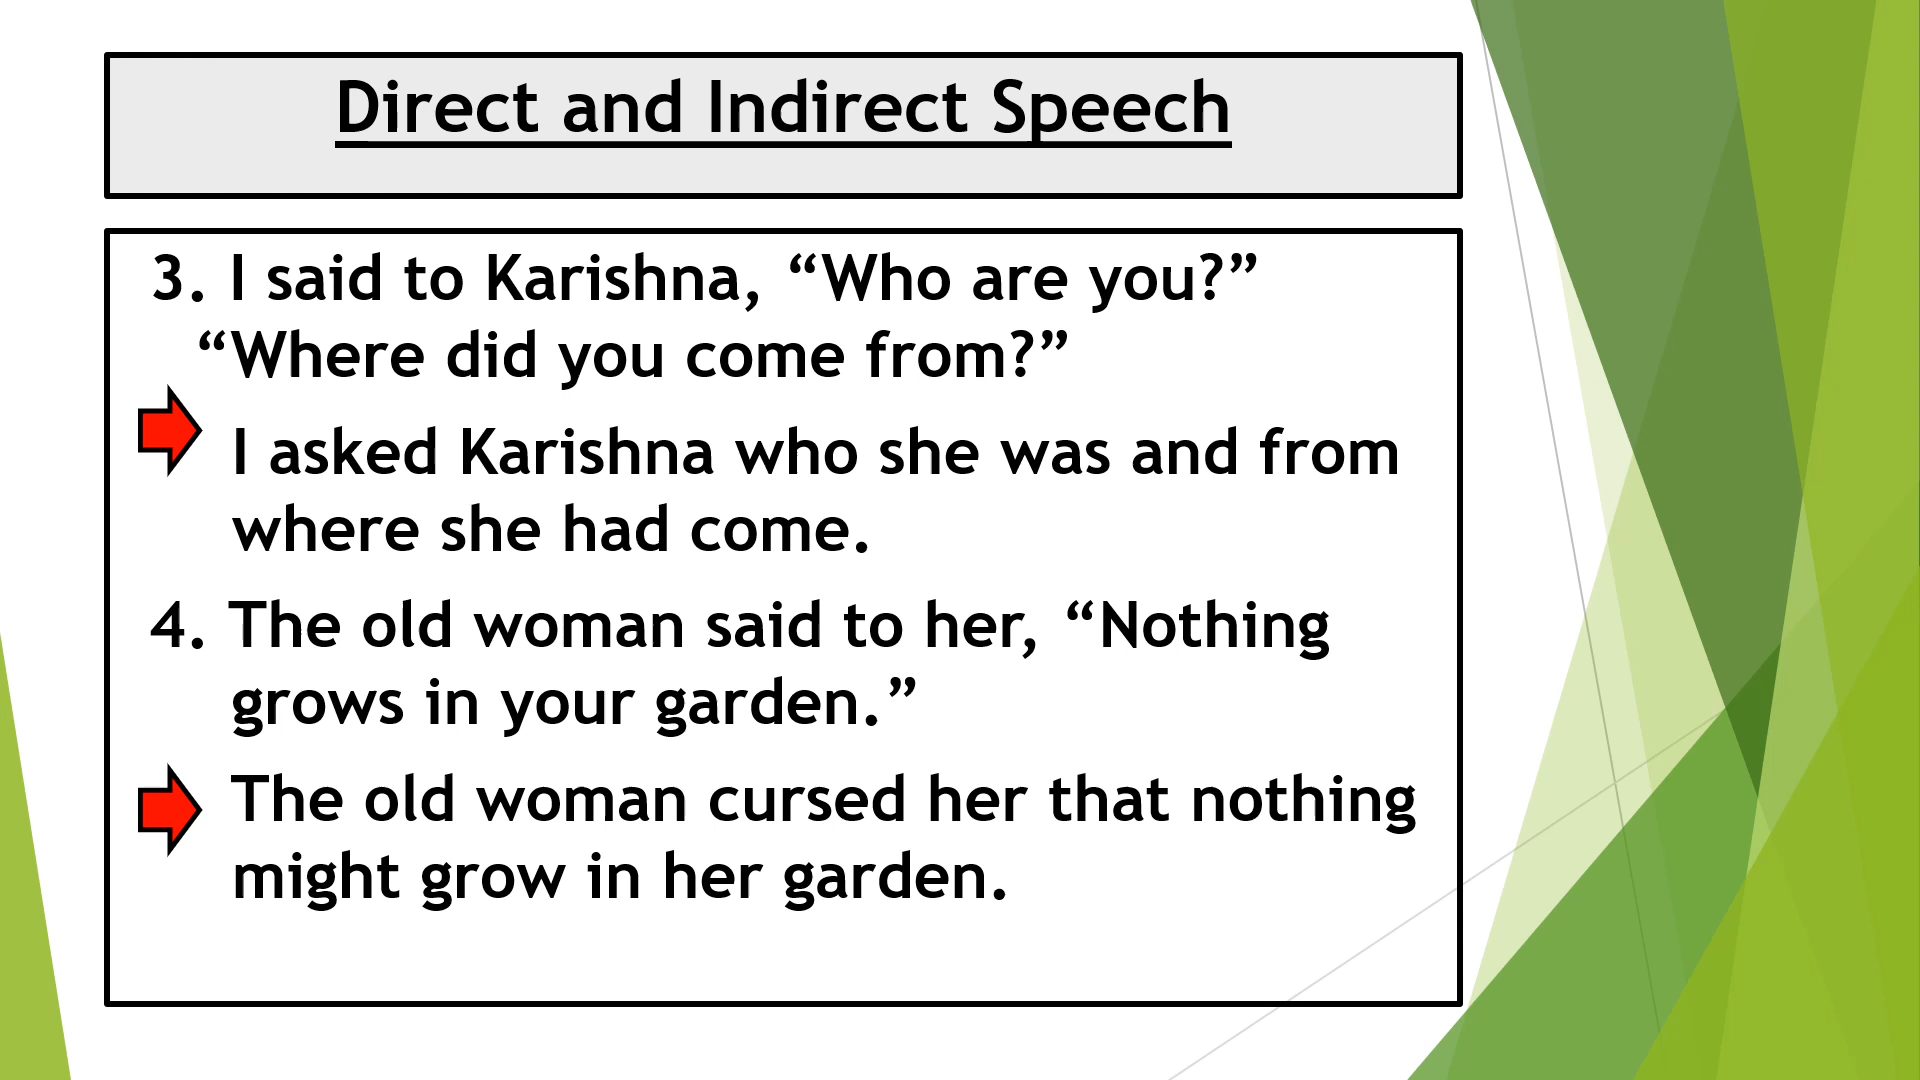 Direct and Indirect Speech
3. I said to Karishna, “Who are you?”
“Where did you come from?”
I asked Karishna who she was and from
where she had come.
4. The old woman said to her, “Nothing
grows in your garden.”
The old woman cursed her that nothing
might grow in her garden.